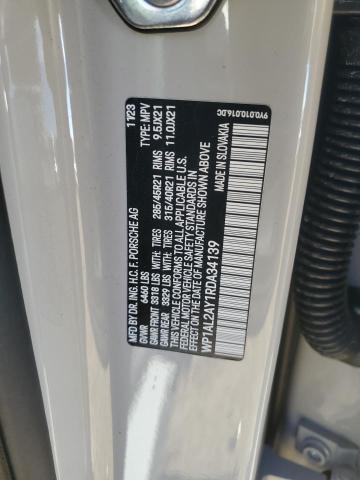 MFD BY DR. ING. H.C. F. PORSCHE AG 11/23
GVWR 6460 LBS TYPE: MPV
GAWR FRONT 3318 LBS WITH: TIRES 285/45R21 RIMS 9.5JX21
GAWR REAR 3329 LBS WITH: TIRES 315/40R21 RIMS 11.0JX21
THIS VEHICLE CONFORMS TO ALL APPLICABLE U.S.
FEDERAL MOTOR VEHICLE SAFETY STANDARDS IN EFFECT
ON THE DATE OF MANUFACTURE SHOWN ABOVE
WP1AL2AY1RDA34139 MADE IN SLOVAKIA
9Y0.010.016.DC